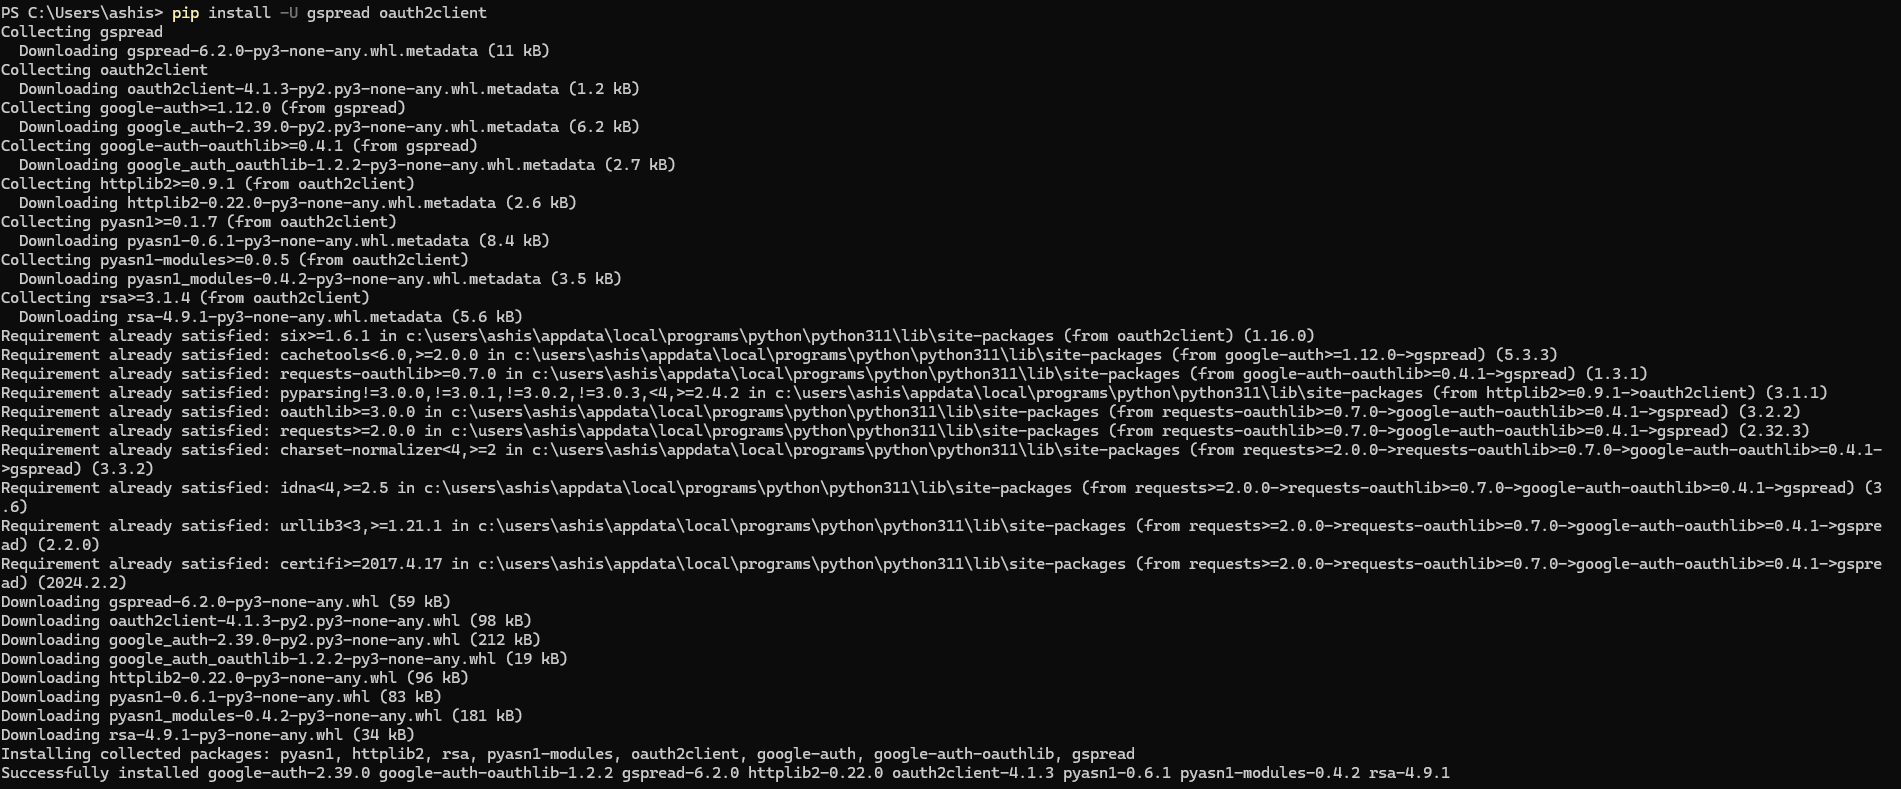 PS C:\Users\ashis> pip install -U gspread oauth2client
Collecting gspread
  Downloading gspread-6.2.0-py3-none-any.whl.metadata (11 kB)
Collecting oauth2client
  Downloading oauth2client-4.1.3-py2.py3-none-any.whl.metadata (1.2 kB)
Collecting google-auth>=1.12.0 (from gspread)
  Downloading google_auth-2.39.0-py2.py3-none-any.whl.metadata (6.2 kB)
Collecting google-auth-oauthlib>=0.4.1 (from gspread)
  Downloading google_auth_oauthlib-1.2.2-py3-none-any.whl.metadata (2.7 kB)
Collecting httplib2>=0.9.1 (from oauth2client)
  Downloading httplib2-0.22.0-py3-none-any.whl.metadata (2.6 kB)
Collecting pyasn1>=0.1.7 (from oauth2client)
  Downloading pyasn1-0.6.1-py3-none-any.whl.metadata (8.4 kB)
Collecting pyasn1-modules>=0.0.5 (from oauth2client)
  Downloading pyasn1_modules-0.4.2-py3-none-any.whl.metadata (3.5 kB)
Collecting rsa>=3.1.4 (from oauth2client)
  Downloading rsa-4.9.1-py3-none-any.whl.metadata (5.6 kB)
Requirement already satisfied: six>=1.6.1 in c:\users\ashis\appdata\local\programs\python\python311\lib\site-packages (from oauth2client) (1.16.0)
Requirement already satisfied: cachetools<6.0,>=2.0.0 in c:\users\ashis\appdata\local\programs\python\python311\lib\site-packages (from google-auth>=1.12.0->gspread) (5.3.3)
Requirement already satisfied: requests-oauthlib>=0.7.0 in c:\users\ashis\appdata\local\programs\python\python311\lib\site-packages (from google-auth-oauthlib>=0.4.1->gspread) (1.3.1)
Requirement already satisfied: pyparsing!=3.0.0,!=3.0.1,!=3.0.2,!=3.0.3,<4,>=2.4.2 in c:\users\ashis\appdata\local\programs\python\python311\lib\site-packages (from httplib2>=0.9.1->oauth2client) (3.1.1)
Requirement already satisfied: oauthlib>=3.0.0 in c:\users\ashis\appdata\local\programs\python\python311\lib\site-packages (from requests-oauthlib>=0.7.0->google-auth-oauthlib>=0.4.1->gspread) (3.2.2)
Requirement already satisfied: requests>=2.0.0 in c:\users\ashis\appdata\local\programs\python\python311\lib\site-packages (from requests-oauthlib>=0.7.0->google-auth-oauthlib>=0.4.1->gspread) (2.32.3)
Requirement already satisfied: charset-normalizer<4,>=2 in c:\users\ashis\appdata\local\programs\python\python311\lib\site-packages (from requests>=2.0.0->requests-oauthlib>=0.7.0->google-auth-oauthlib>=0.4.1-
>gspread) (3.3.2)
Requirement already satisfied: idna<4,>=2.5 in c:\users\ashis\appdata\local\programs\python\python311\lib\site-packages (from requests>=2.0.0->requests-oauthlib>=0.7.0->google-auth-oauthlib>=0.4.1->gspread) (3
.6)
Requirement already satisfied: urllib3<3,>=1.21.1 in c:\users\ashis\appdata\local\programs\python\python311\lib\site-packages (from requests>=2.0.0->requests-oauthlib>=0.7.0->google-auth-oauthlib>=0.4.1->gspre
ad) (2.2.0)
Requirement already satisfied: certifi>=2017.4.17 in c:\users\ashis\appdata\local\programs\python\python311\lib\site-packages (from requests>=2.0.0->requests-oauthlib>=0.7.0->google-auth-oauthlib>=0.4.1->gspre
ad) (2024.2.2)
Downloading gspread-6.2.0-py3-none-any.whl (59 kB)
Downloading oauth2client-4.1.3-py2.py3-none-any.whl (98 kB)
Downloading google_auth-2.39.0-py2.py3-none-any.whl (212 kB)
Downloading google_auth_oauthlib-1.2.2-py3-none-any.whl (19 kB)
Downloading httplib2-0.22.0-py3-none-any.whl (96 kB)
Downloading pyasn1-0.6.1-py3-none-any.whl (83 kB)
Downloading pyasn1_modules-0.4.2-py3-none-any.whl (181 kB)
Downloading rsa-4.9.1-py3-none-any.whl (34 kB)
Installing collected packages: pyasn1, httplib2, rsa, pyasn1-modules, oauth2client, google-auth, google-auth-oauthlib, gspread
Successfully installed google-auth-2.39.0 google-auth-oauthlib-1.2.2 gspread-6.2.0 httplib2-0.22.0 oauth2client-4.1.3 pyasn1-0.6.1 pyasn1-modules-0.4.2 rsa-4.9.1